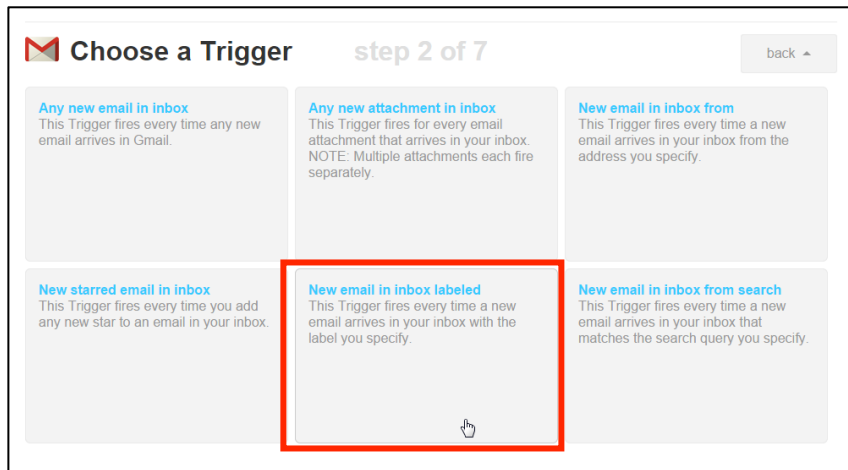 Choose a Trigger step 2 of 7
back
Any new email in inbox
This Trigger fires every time any new
email arrives in Gmail.
Any new attachment in inbox
This Trigger fires for every email
attachment that arrives in your inbox.
NOTE: Multiple attachments each fire
separately.
New email in inbox from
This Trigger fires every time a new
email arrives in your inbox from the
address you specify.
New starred email in inbox
This Trigger fires every time you add
any new star to an email in your inbox.
New email in inbox labeled
This Trigger fires every time a new
email arrives in your inbox with the
label you specify.
New email in inbox from search
This Trigger fires every time a new
email arrives in your inbox that
matches the search query you specify.